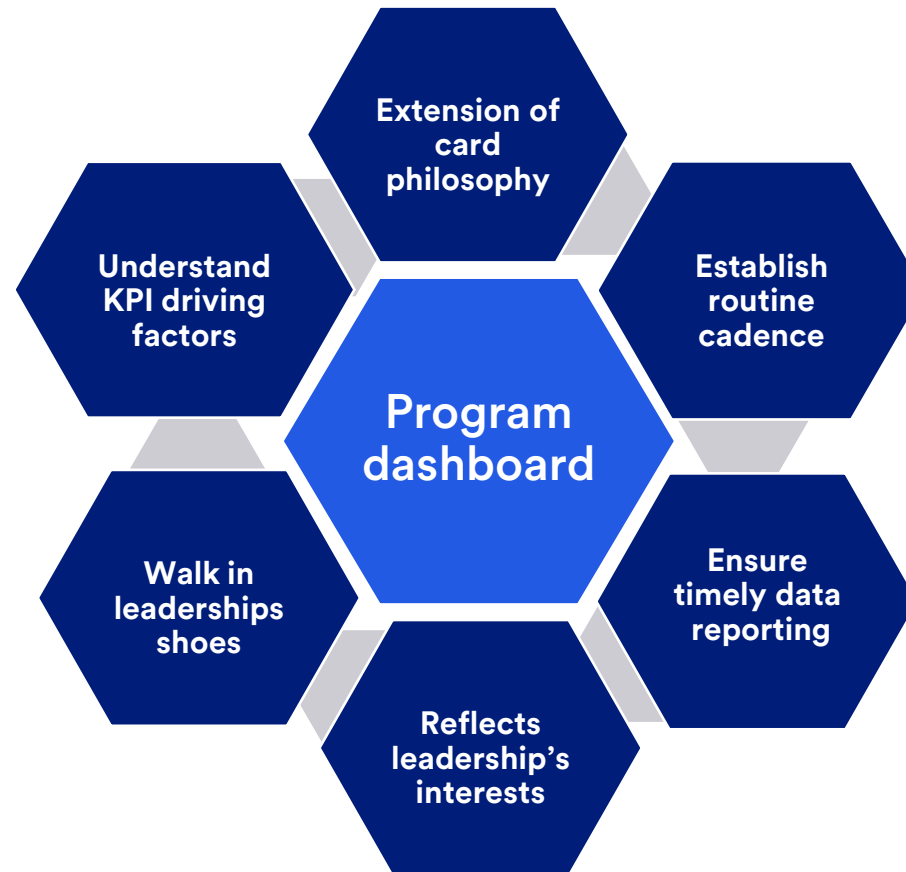 Extension of
card
philosophy
Understand
KPI driving
factors
Establish
routine
cadence
Program
dashboard
Walk in
leaderships
shoes
Ensure
timely data
reporting
Reflects
leadership’s
interests